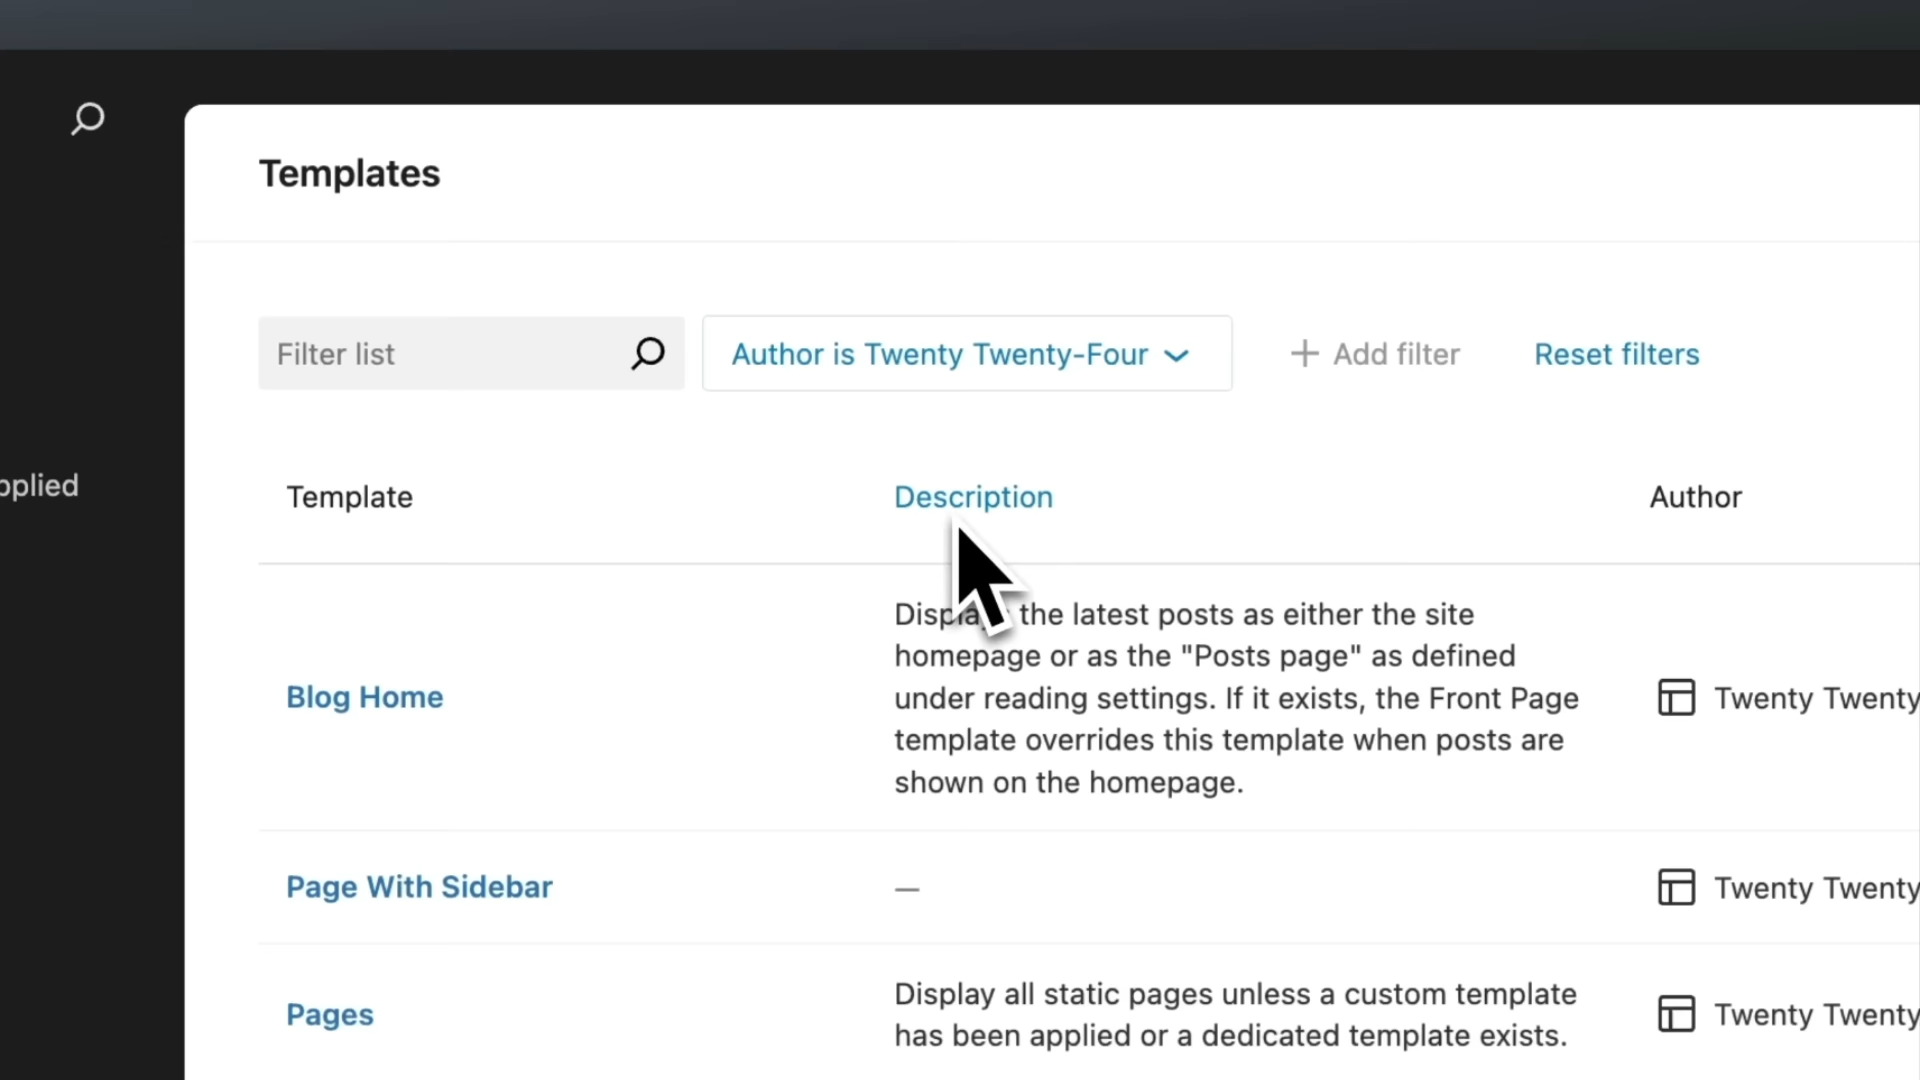 Templates
Filter list
Author is Twenty Twenty-Four
Add filter
Reset filters
pplied
Template
Description
Author
Blog Home
the latest posts as either the site
homepage or as the "Posts page" as defined
under reading settings. If it exists, the Front Page
template overrides this template when posts are
shown on the homepage.
Twenty Twenty
Page With Sidebar
—
Twenty Twenty
Pages
Display all static pages unless a custom template
has been applied or a dedicated template exists.
Twenty Twenty